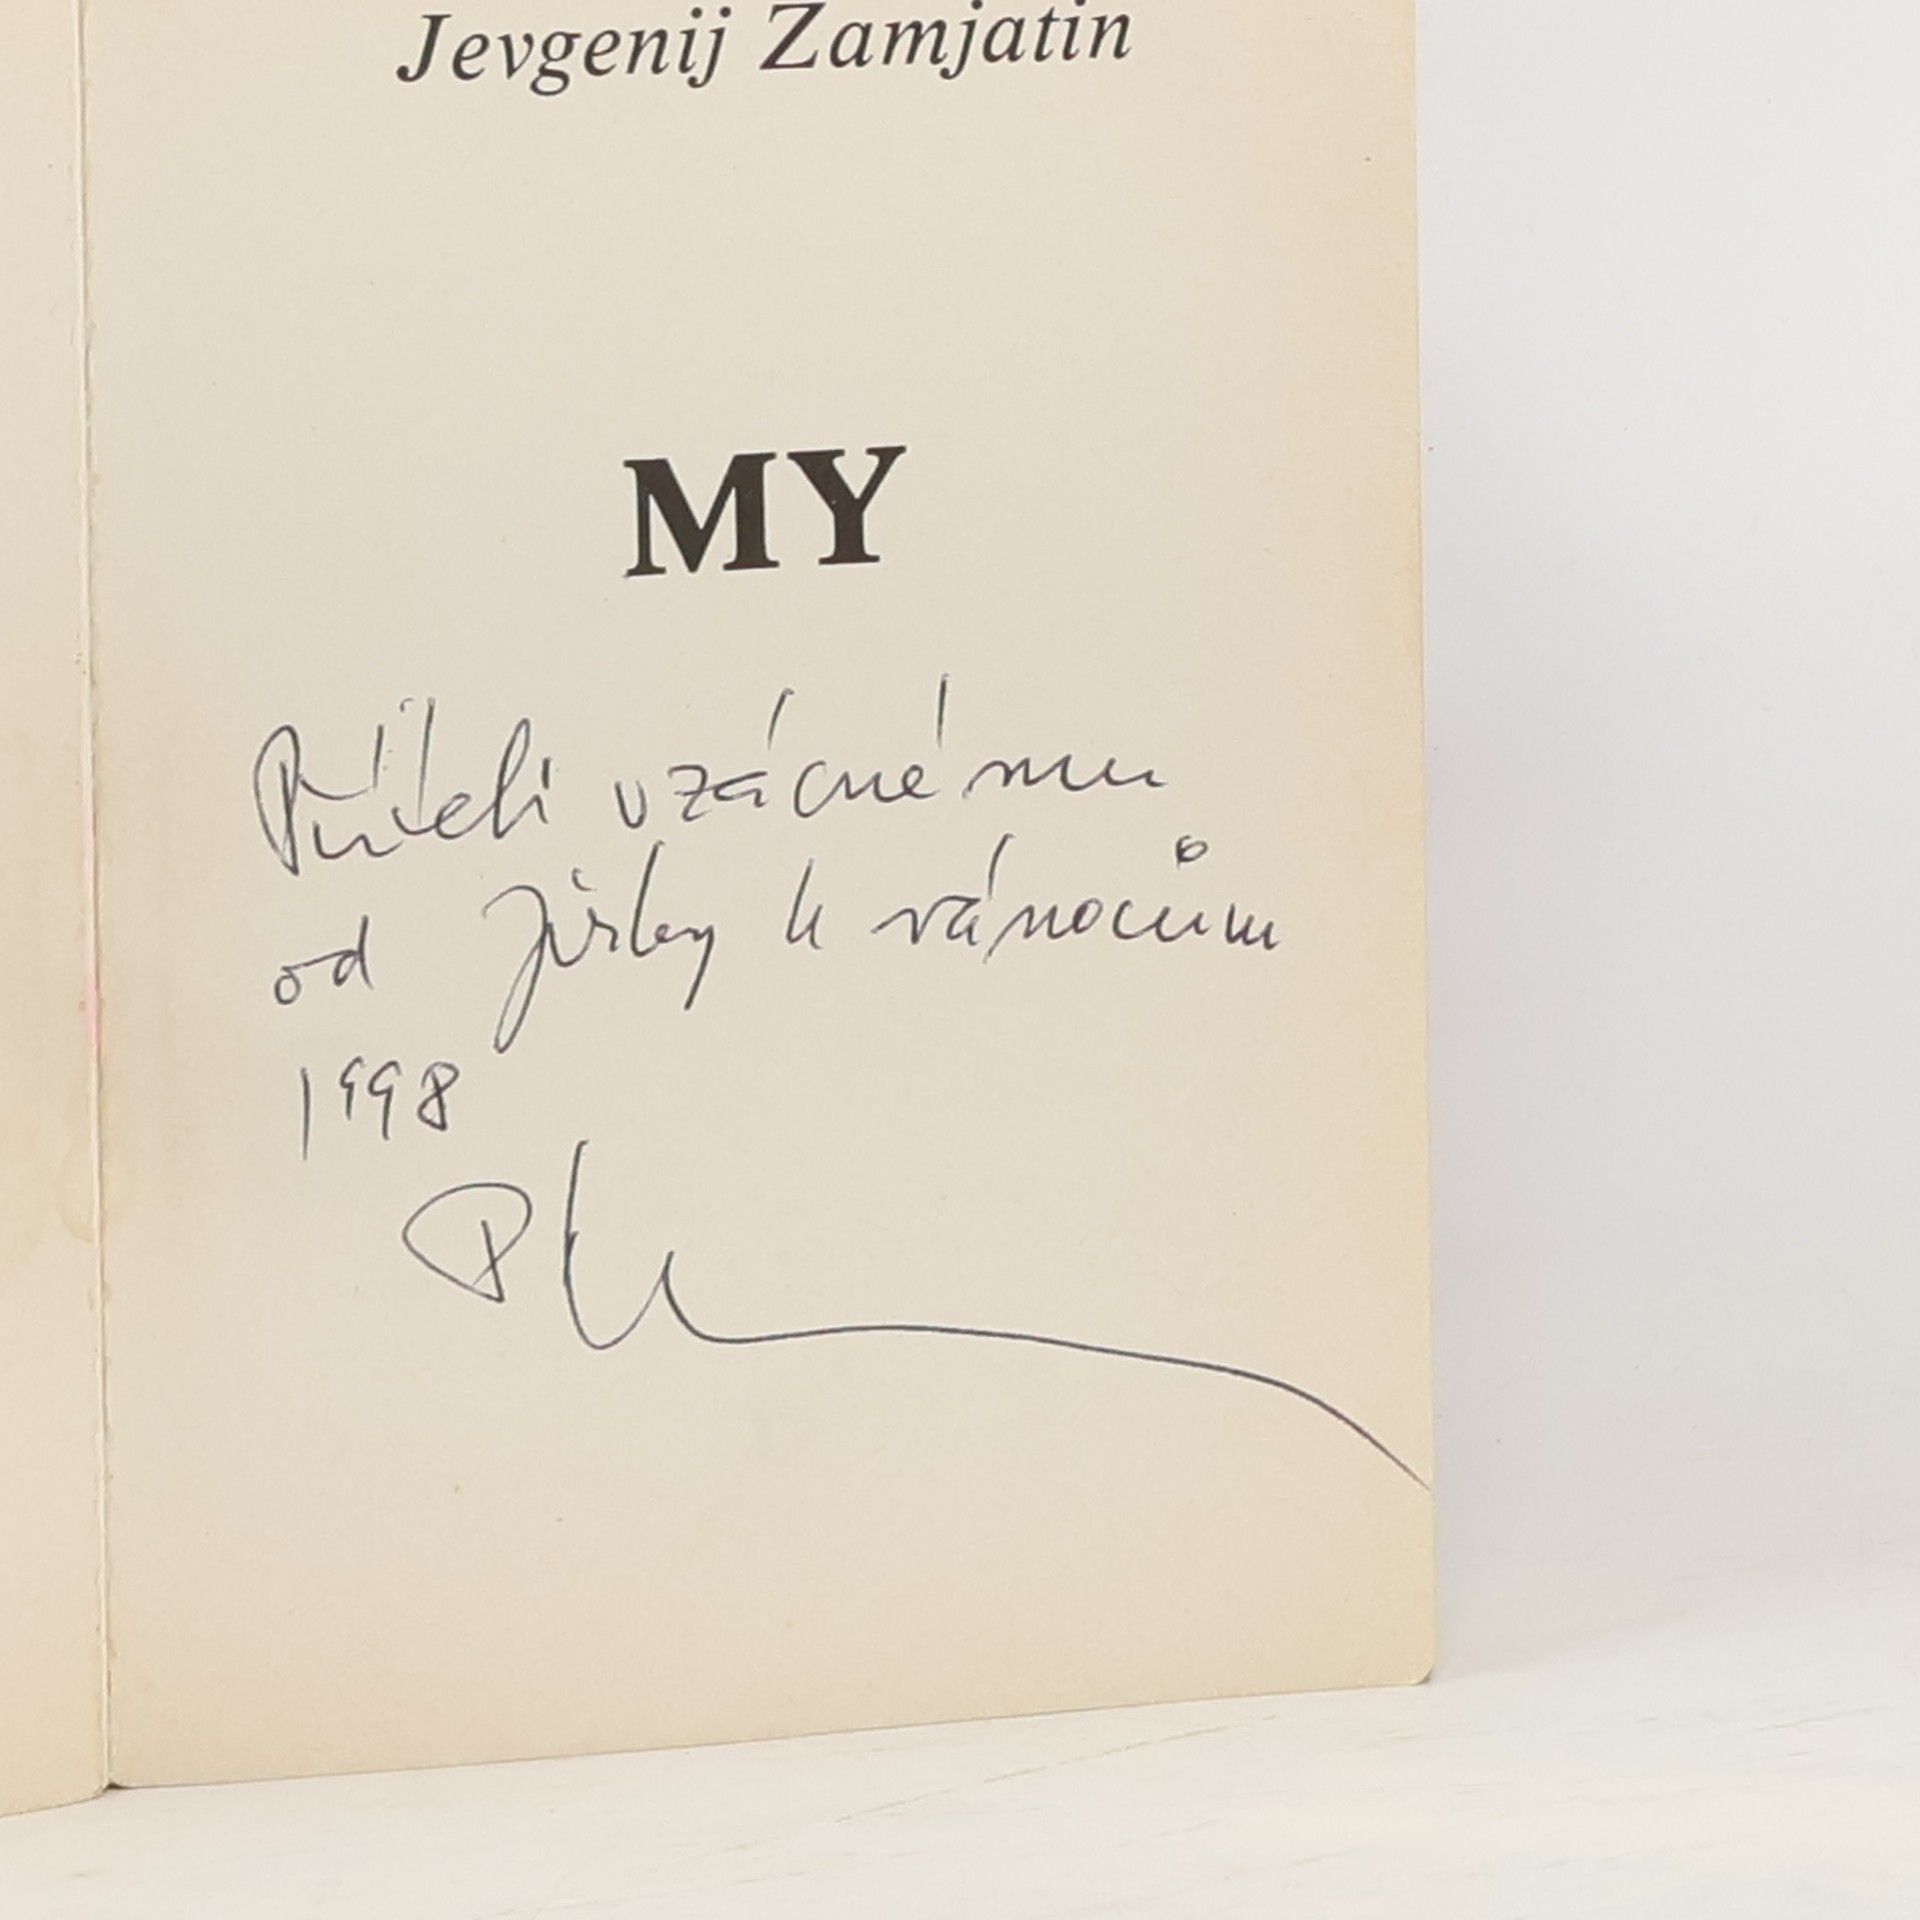 Jevgenij Zamjatin
MY
Příteli vzácnému
od Jirky k vánocům
1998